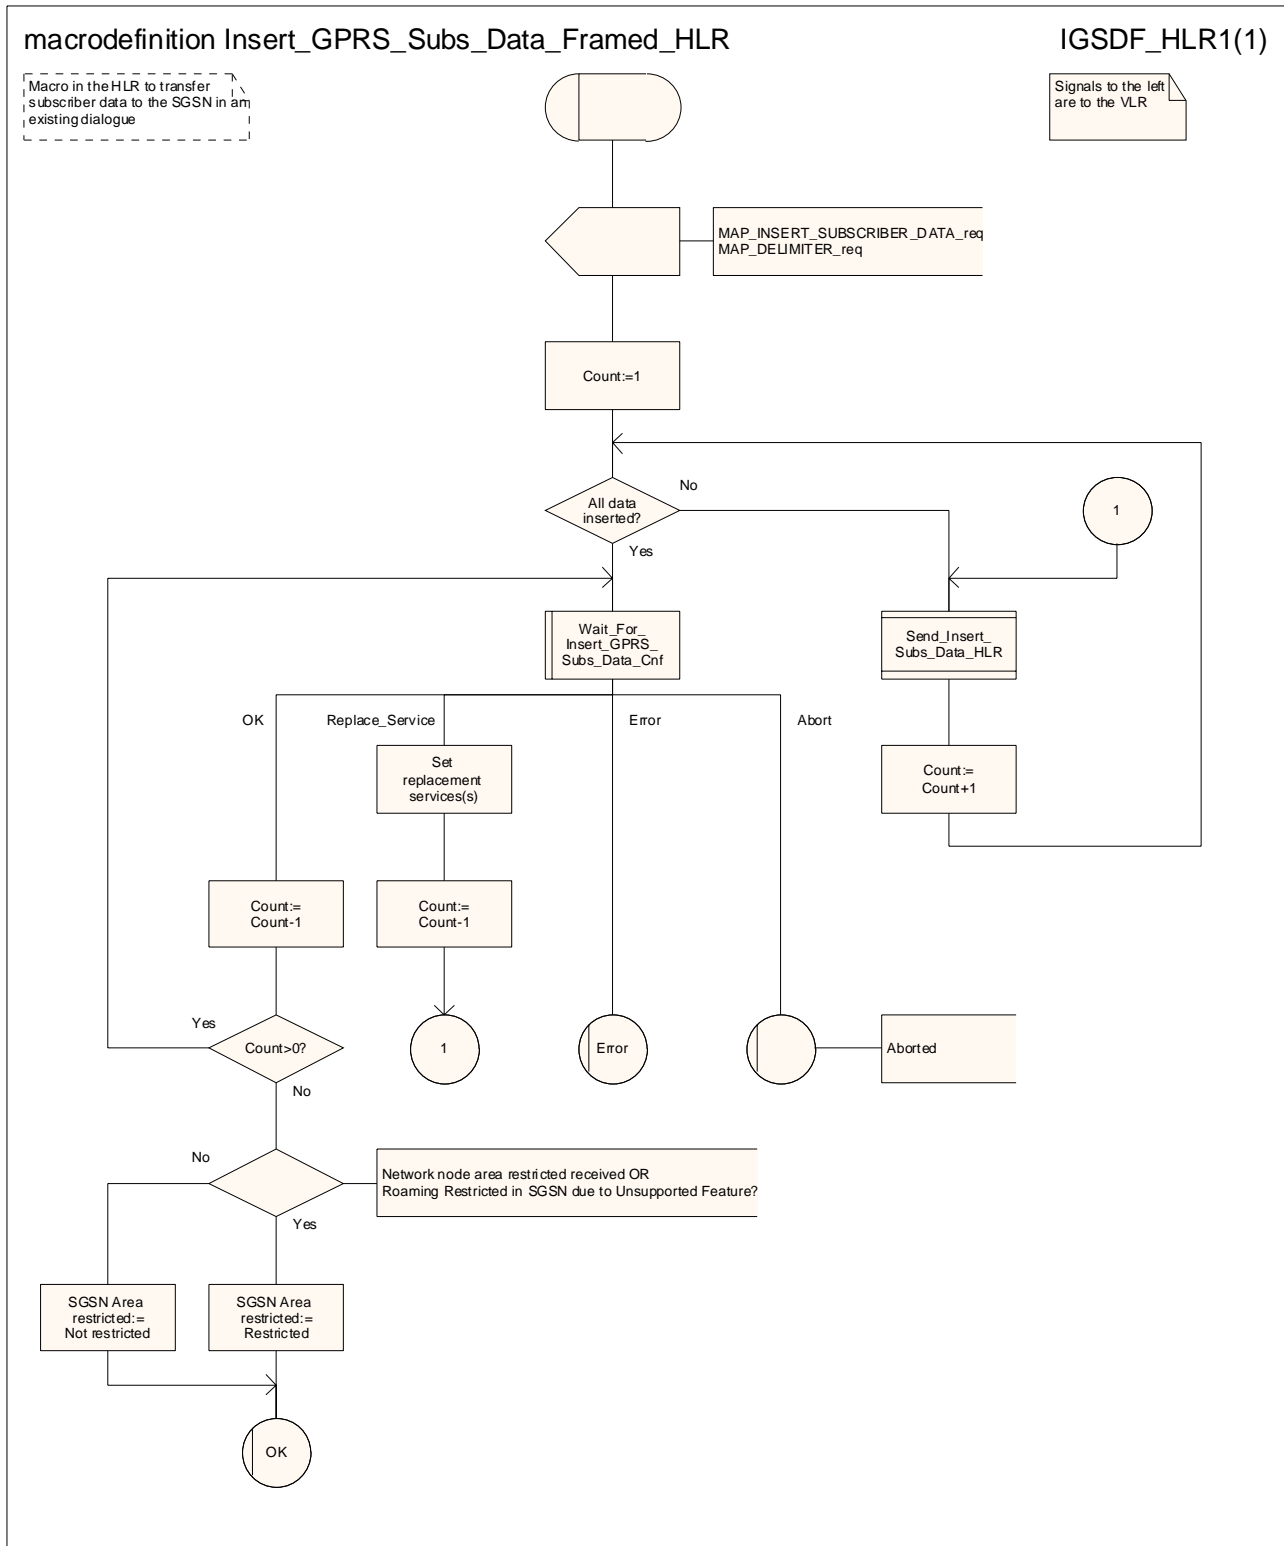 macrodefinition Insert_GPRS_Subs_Data_Framed_HLR
IGSDF_HLR1(1)
Macro in the HLR to transfer
subscriber data to the SGSN in an
existing dialogue
Signals to the left
are to the VLR
MAP_INSERT_SUBSCRIBER_DATA_req
MAP_DELIMITER_req
Count:=1
No
All data
inserted?
1
Yes
Wait_For_
Insert_GPRS_
Subs_Data_Cnf
Send_Insert_
Subs_Data_HLR
OK
Replace_Service
Error
Abort
Set
replacement
services(s)
Count:=
Count+1
Count:=
Count-1
Count:=
Count-1
Yes
Count>0?
1
Error
Aborted
No
No
Network node area restricted received OR
Roaming Restricted in SGSN due to Unsupported Feature?
Yes
SGSN Area
restricted:=
Not restricted
SGSN Area
restricted:=
Restricted
OK